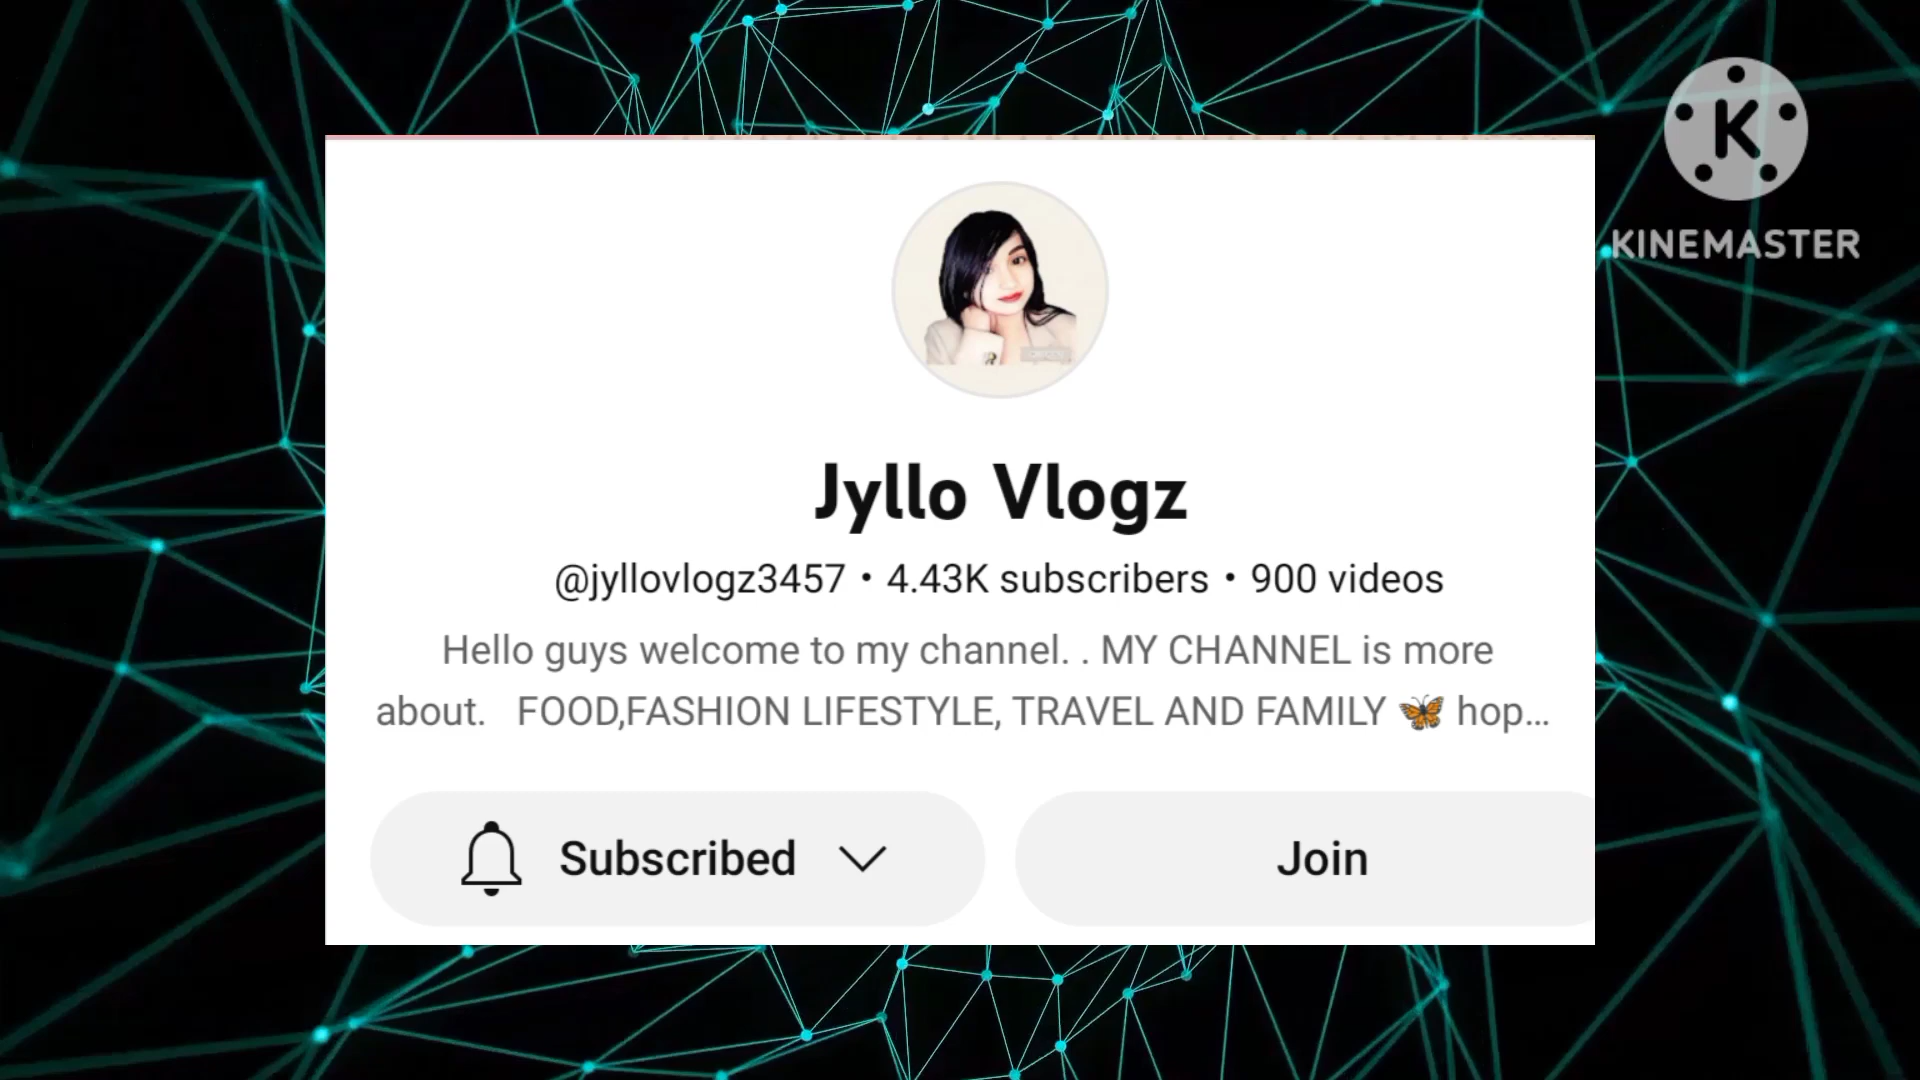 K
KINEMASTER
Jyllo Vlogz
@jyllovlogz3457 • 4.43K subscribers • 900 videos
Hello guys welcome to my channel. . MY CHANNEL is more
about. FOOD,FASHION LIFESTYLE, TRAVEL AND FAMILY 🦋 hop...
Subscribed
Join